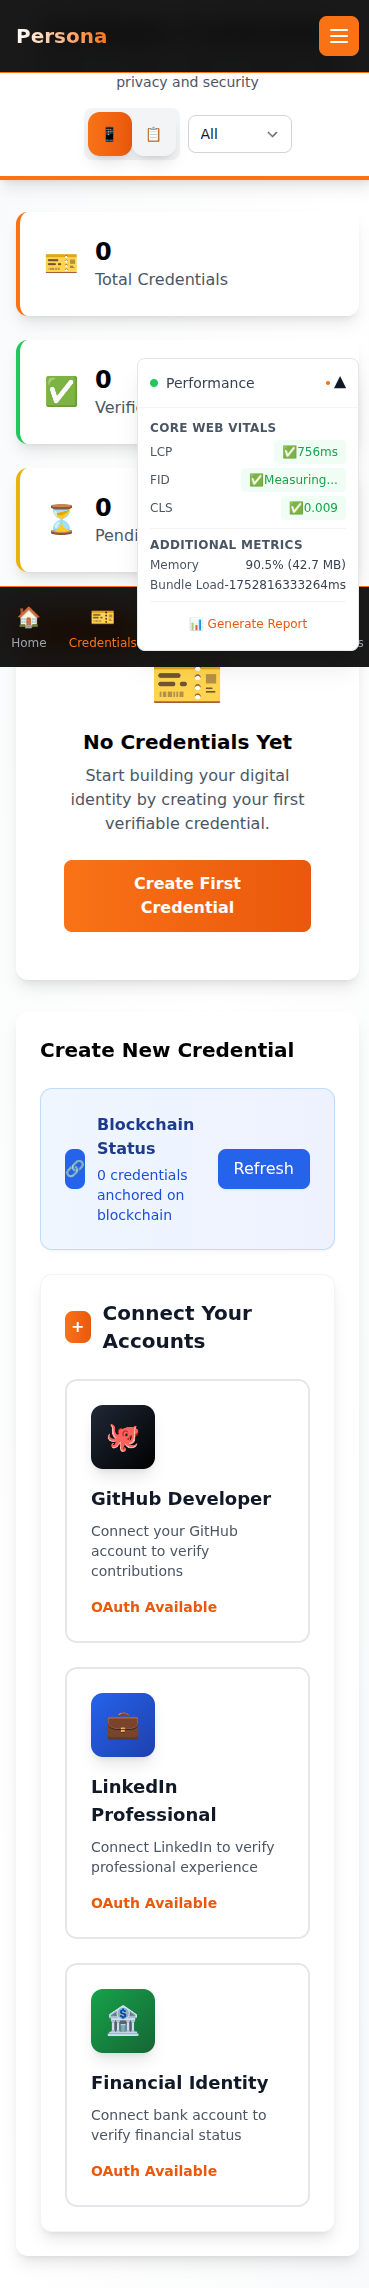 Persona
privacy and security
All
0
Total Credentials
0
0
Performance
CORE WEB VITALS
LCP ✅756ms
FID ✅Measuring...
CLS ✅0.009
ADDITIONAL METRICS
Memory 90.5% (42.7 MB)
Bundle Load-1752816333264ms
📊 Generate Report
Home
Credentials
No Credentials Yet
Start building your digital
identity by creating your first
verifiable credential.
Create First
Credential
Create New Credential
Blockchain
Status
0 credentials
anchored on
blockchain
Refresh
+ Connect Your
Accounts
GitHub Developer
Connect your GitHub
account to verify
contributions
OAuth Available
LinkedIn
Professional
Connect LinkedIn to verify
professional experience
OAuth Available
Financial Identity
Connect bank account to
verify financial status
OAuth Available